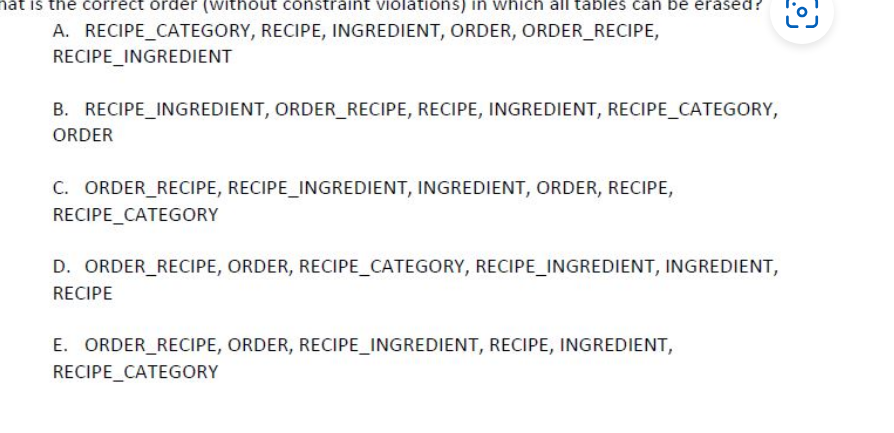 hat is the correct order (without constraint violations) in which all tables can be erased?
A. RECIPE_CATEGORY, RECIPE, INGREDIENT, ORDER, ORDER_RECIPE,
RECIPE_INGREDIENT
B. RECIPE_INGREDIENT, ORDER_RECIPE, RECIPE, INGREDIENT, RECIPE_CATEGORY,
ORDER
C. ORDER_RECIPE, RECIPE_INGREDIENT, INGREDIENT, ORDER, RECIPE,
RECIPE_CATEGORY
D. ORDER_RECIPE, ORDER, RECIPE_CATEGORY, RECIPE_INGREDIENT, INGREDIENT,
RECIPE
E. ORDER_RECIPE, ORDER, RECIPE_INGREDIENT, RECIPE, INGREDIENT,
RECIPE_CATEGORY